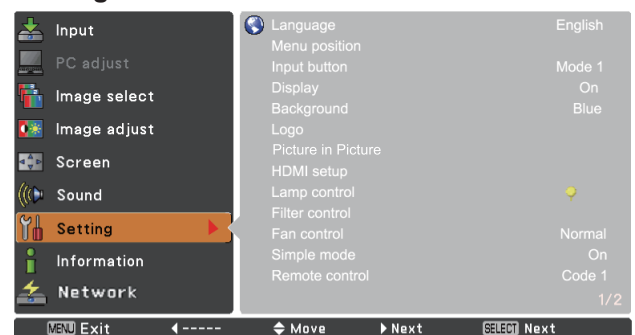 Input
PC adjust
Image select
Image adjust
Screen
Sound
Setting
Information
Network
Language English
Menu position
Input button Mode 1
Display On
Background Blue
Logo
Picture in Picture
HDMI setup
Lamp control
Filter control
Fan control Normal
Simple mode On
Remote control Code 1
1/2
MENU Exit ----- Move Next SELECT Next